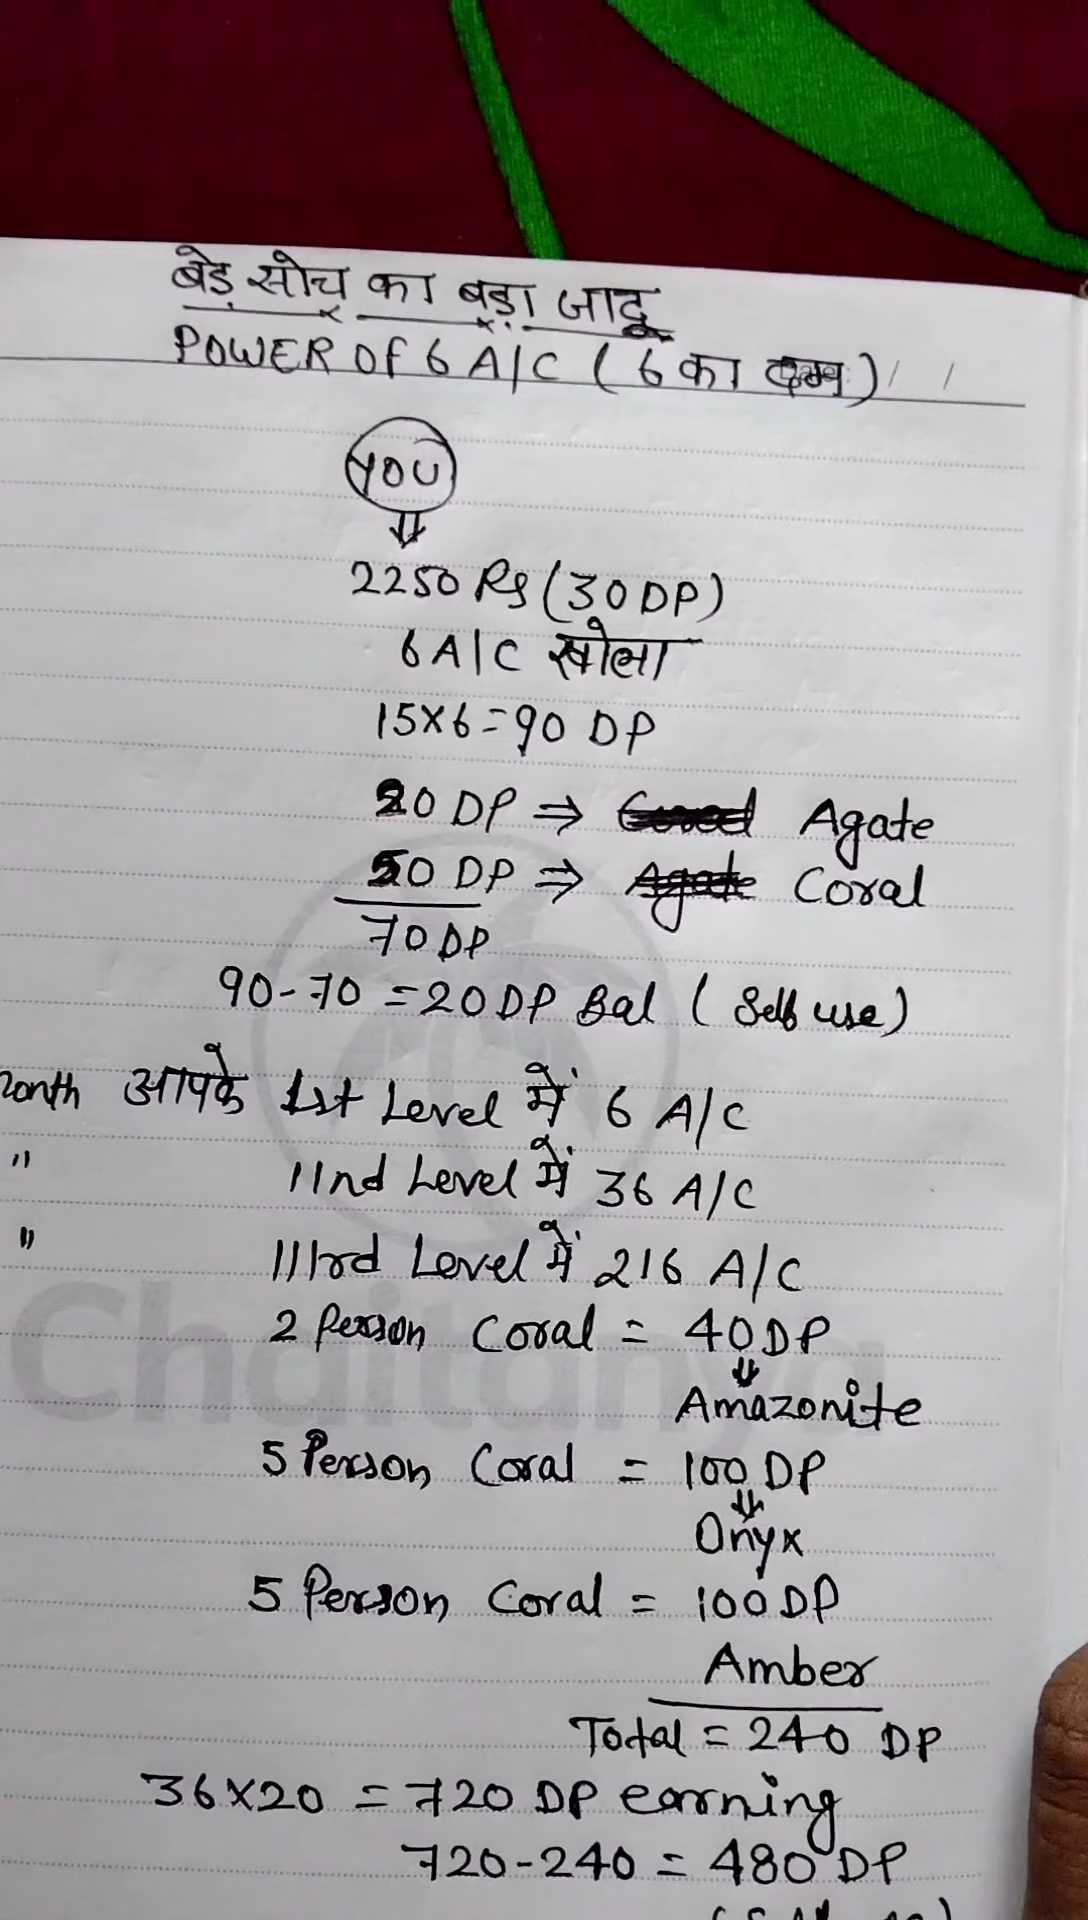 बड़े सोच का बड़ा जादू
POWER OF 6 A/C ( 6 का दम )
YOU
2250 Rs (30 DP)
6 A/C खोला
15×6=90 DP
20 DP ⇒ Agate
50 DP ⇒ Coral
70 DP
90-70 = 20 DP Bal ( Self use)
month आपके 1st Level में 6 A/C
" IInd Level में 36 A/C
" IIIrd Level में 216 A/C
2 Person Coral = 40 DP
Amazonite
5 Person Coral = 100 DP
Onyx
5 Person Coral = 100 DP
Amber
Total = 240 DP
36×20 = 720 DP earning
720-240 = 480 DP
Chaitanya